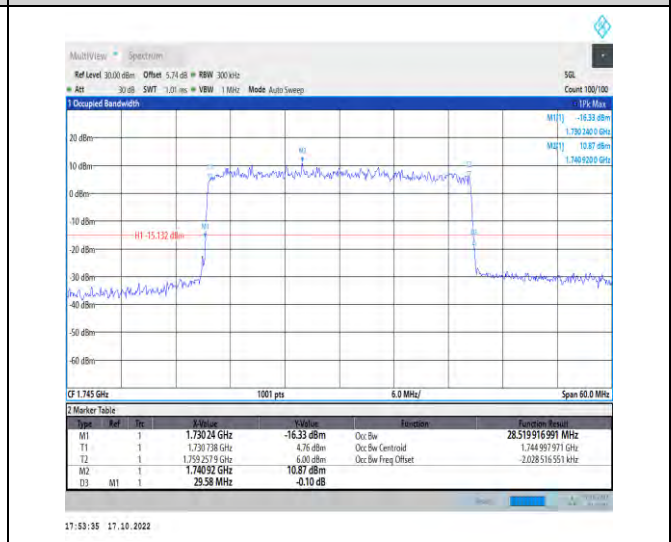 MultiView Spectrum
Ref Level 30.00 dBm Offset 5.74 dB RBW 300 kHz SGL
Att 30 dB SWT 1.01 ms VBW 1 MHz Mode Auto Sweep Count 100/100
1 Occupied Bandwidth 1Pk Max
M1[1] -16.33 dBm
1.730 240 0 GHz
M2[1] 10.87 dBm
1.740 920 0 GHz
20 dBm
10 dBm
0 dBm
-10 dBm
H1 -15.132 dBm
-20 dBm
-30 dBm
-40 dBm
-50 dBm
-60 dBm
M2
M1
CF 1.745 GHz 1001 pts 6.0 MHz/ Span 60.0 MHz
2 Marker Table
Type Ref Trc X-Value Y-Value Function Function Result
M1 1 1.730 24 GHz -16.33 dBm Occ Bw 28.519 916 991 MHz
T1 1 1.730 738 GHz 4.76 dBm Occ Bw Centroid 1.744 997 971 GHz
T2 1 1.759 257 9 GHz 6.00 dBm Occ Bw Freq Offset -2.028 516 551 kHz
M2 1 1.740 92 GHz 10.87 dBm
D3 M1 1 29.58 MHz -0.10 dB
17:53:35 17.10.2022